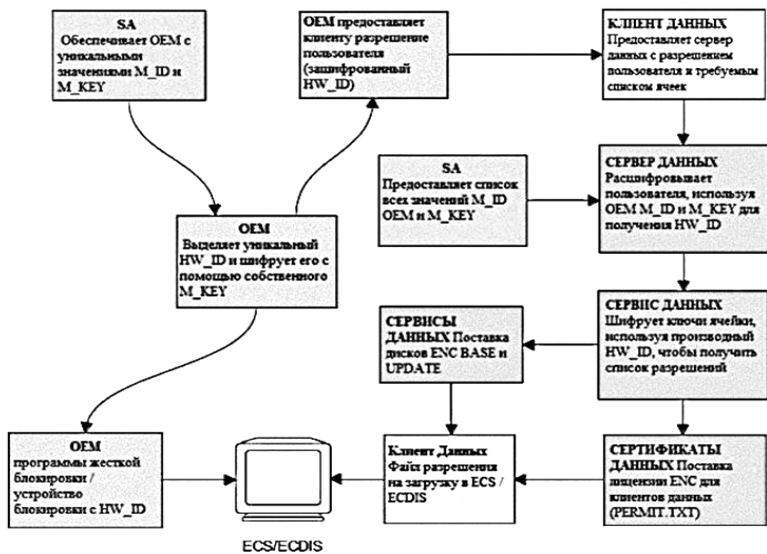 SA
Обеспечивает OEM с
уникальными
значениями M_ID и
M_KEY
OEM предоставляет
клиенту разрешение
пользователя
(зашифрованный
HW_ID)
КЛИЕНТ ДАННЫХ
Предоставляет сервер
данных с разрешением
пользователя и требуемым
списком ячеек
SA
Предоставляет список
всех значений M_ID
OEM и M_KEY
СЕРВЕР ДАННЫХ
Расшифровывает
пользователя, используя
OEM M_ID и M_KEY для
получения HW_ID
OEM
Выделяет уникальный
HW_ID и шифрует его с
помощью собственного
M_KEY
СЕРВИСЫ
ДАННЫХ Поставка
дисков ENC BASE и
UPDATE
СЕРВИС ДАННЫХ
Шифрует ключи ячейки,
используя производный
HW_ID, чтобы получить
список разрешений
OEM
программы жесткой
блокировки /
устройство
блокировки с HW_ID
Клиент Данных
Файл разрешения
на загрузку в ECS /
ECDIS
СЕРТИФИКАТЫ
ДАННЫХ Поставка
лицензии ENC для
клиентов данных
(PERMIT.TXT)
ECS/ECDIS